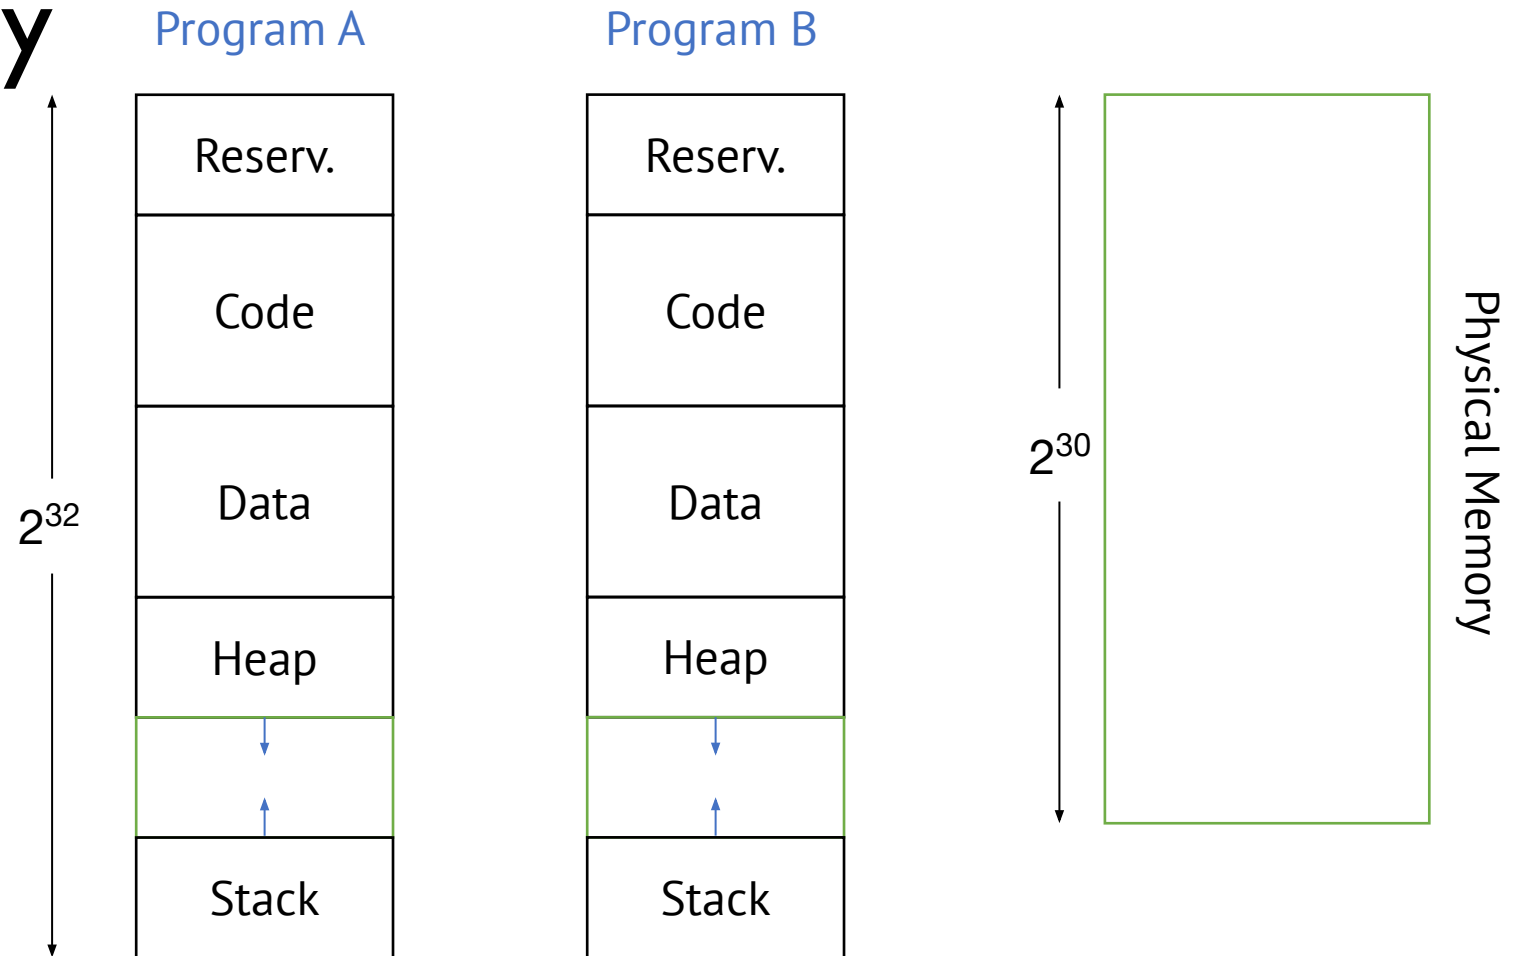 y
Program A
Program B
Reserv.
Reserv.
Code
Code
Data
Data
2^32
2^30
Physical Memory
Heap
Heap
Stack
Stack